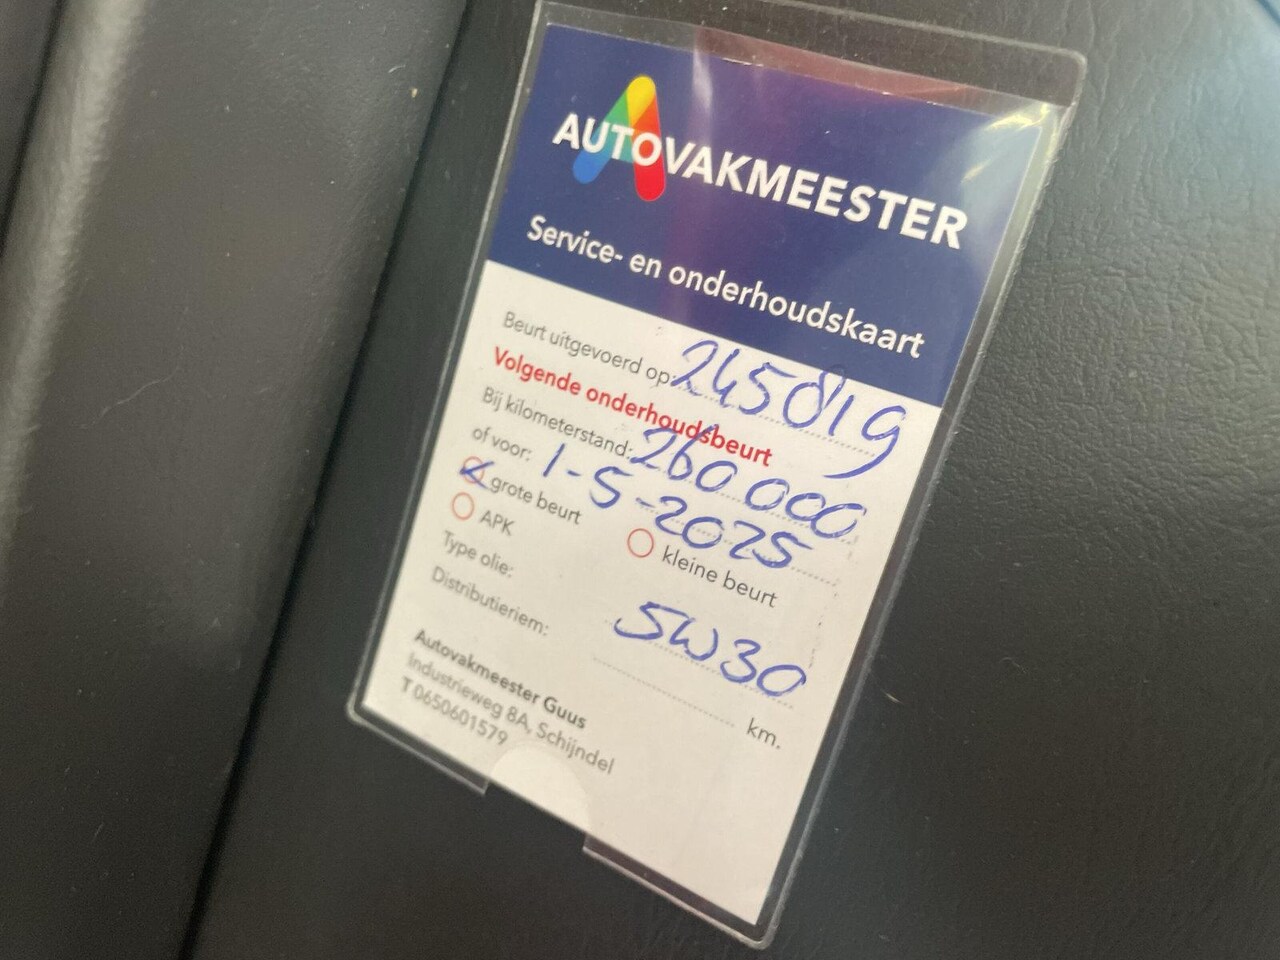 AUTOVAKMEESTER
Service- en onderhoudskaart
Beurt uitgevoerd op: 245819
Volgende onderhoudsbeurt
Bij kilometerstand: 260 000
of voor: 1-5-2025
grote beurt
kleine beurt
APK
Type olie: 5W30
Distributieriem: km.
Autovakmeester Guus
Industrieweg 8A, Schijndel
T 0650601579